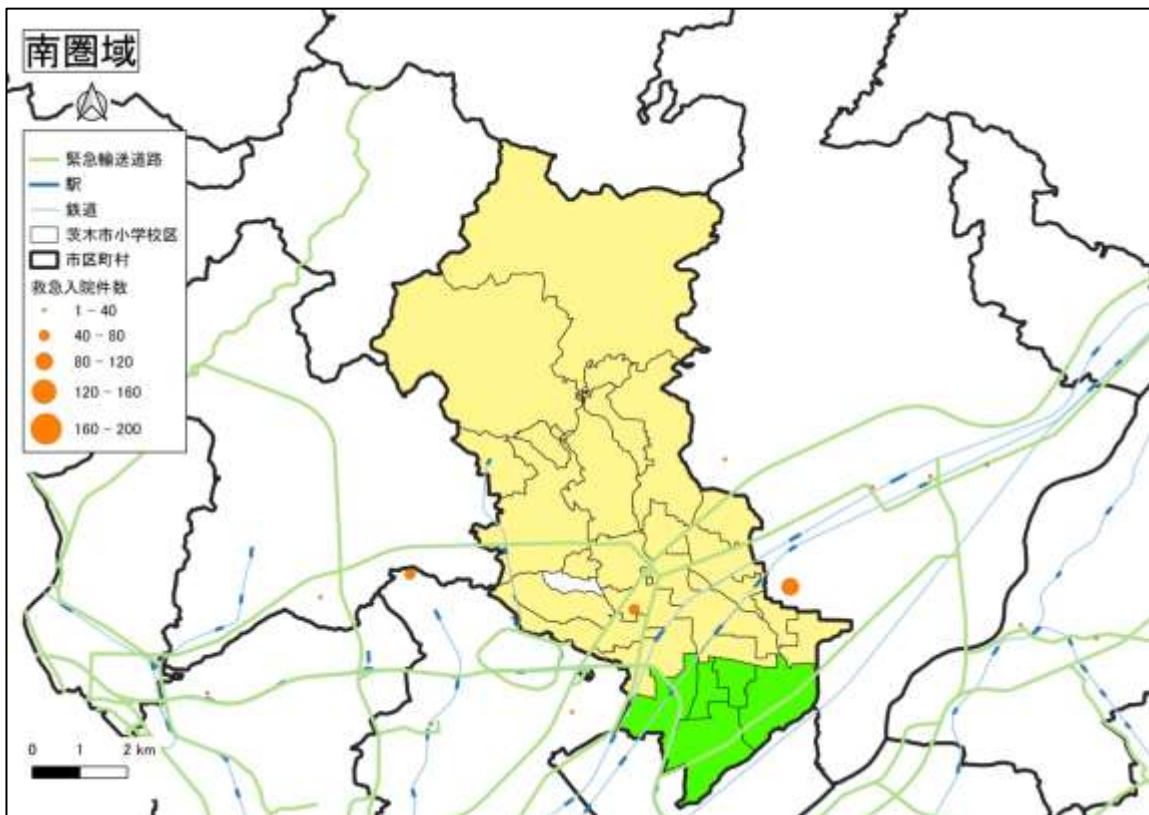 南圏域
緊急輸送道路
駅
鉄道
茨木市小学校区
市区町村
救急入院件数
1 - 40
40 - 80
80 - 120
120 - 160
160 - 200
0 1 2 km